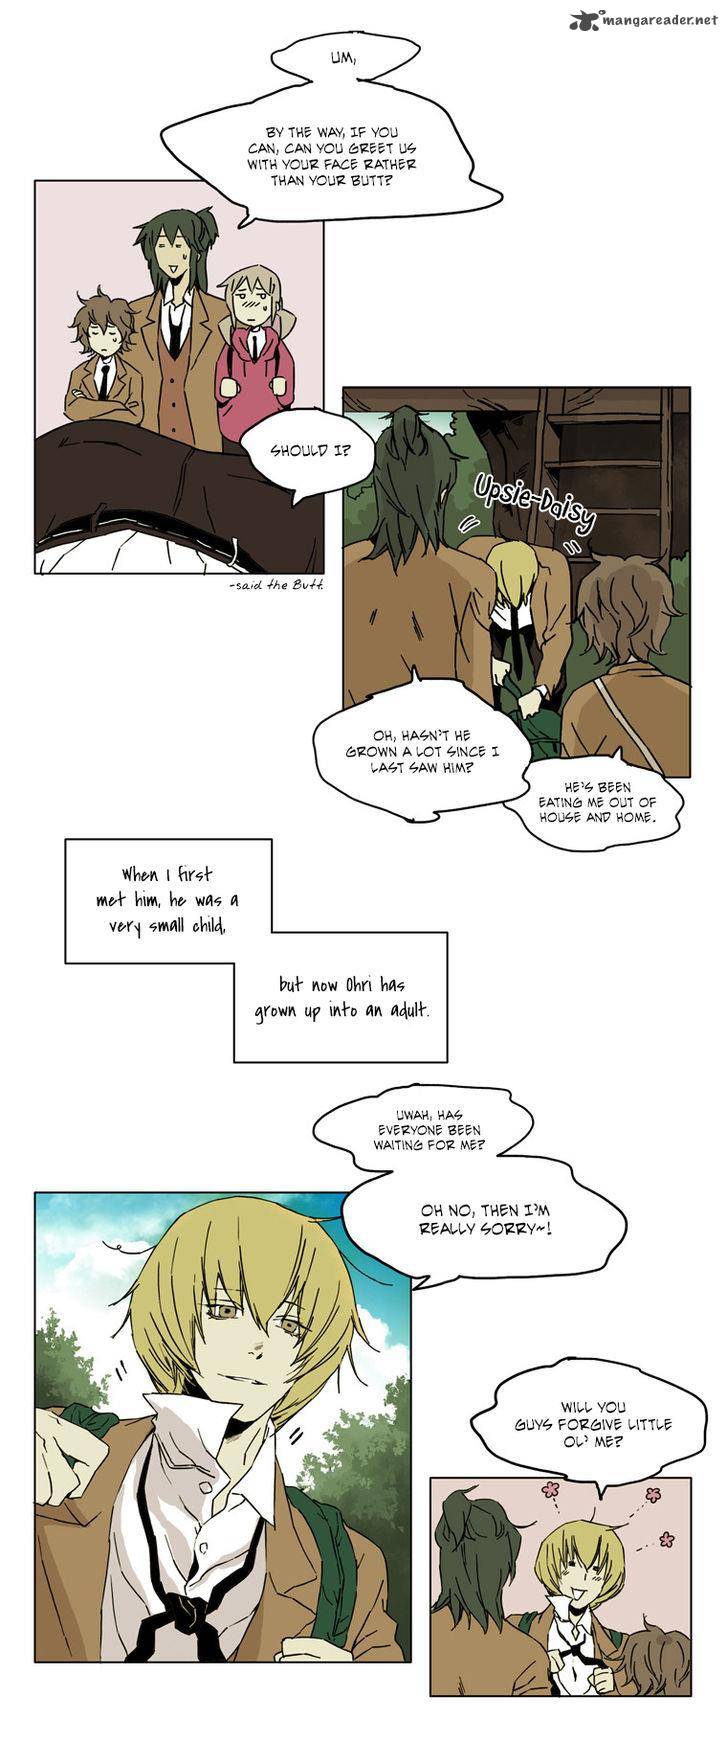 mangareader.net
UM,
BY THE WAY, IF YOU
CAN, CAN YOU GREET US
WITH YOUR FACE RATHER
THAN YOUR BUTT?
SHOULD I?
-said the Butt.
Upsie-Daisy
OH, HASN'T HE
GROWN A LOT SINCE I
LAST SAW HIM?
HE'S BEEN
EATING ME OUT OF
HOUSE AND HOME.
When I first
met him, he was a
very small child,
but now Ohri has
grown up into an adult.
UWAH, HAS
EVERYONE BEEN
WAITING FOR ME?
OH NO, THEN I'M
REALLY SORRY~!
WILL YOU
GUYS FORGIVE LITTLE
OL' ME?